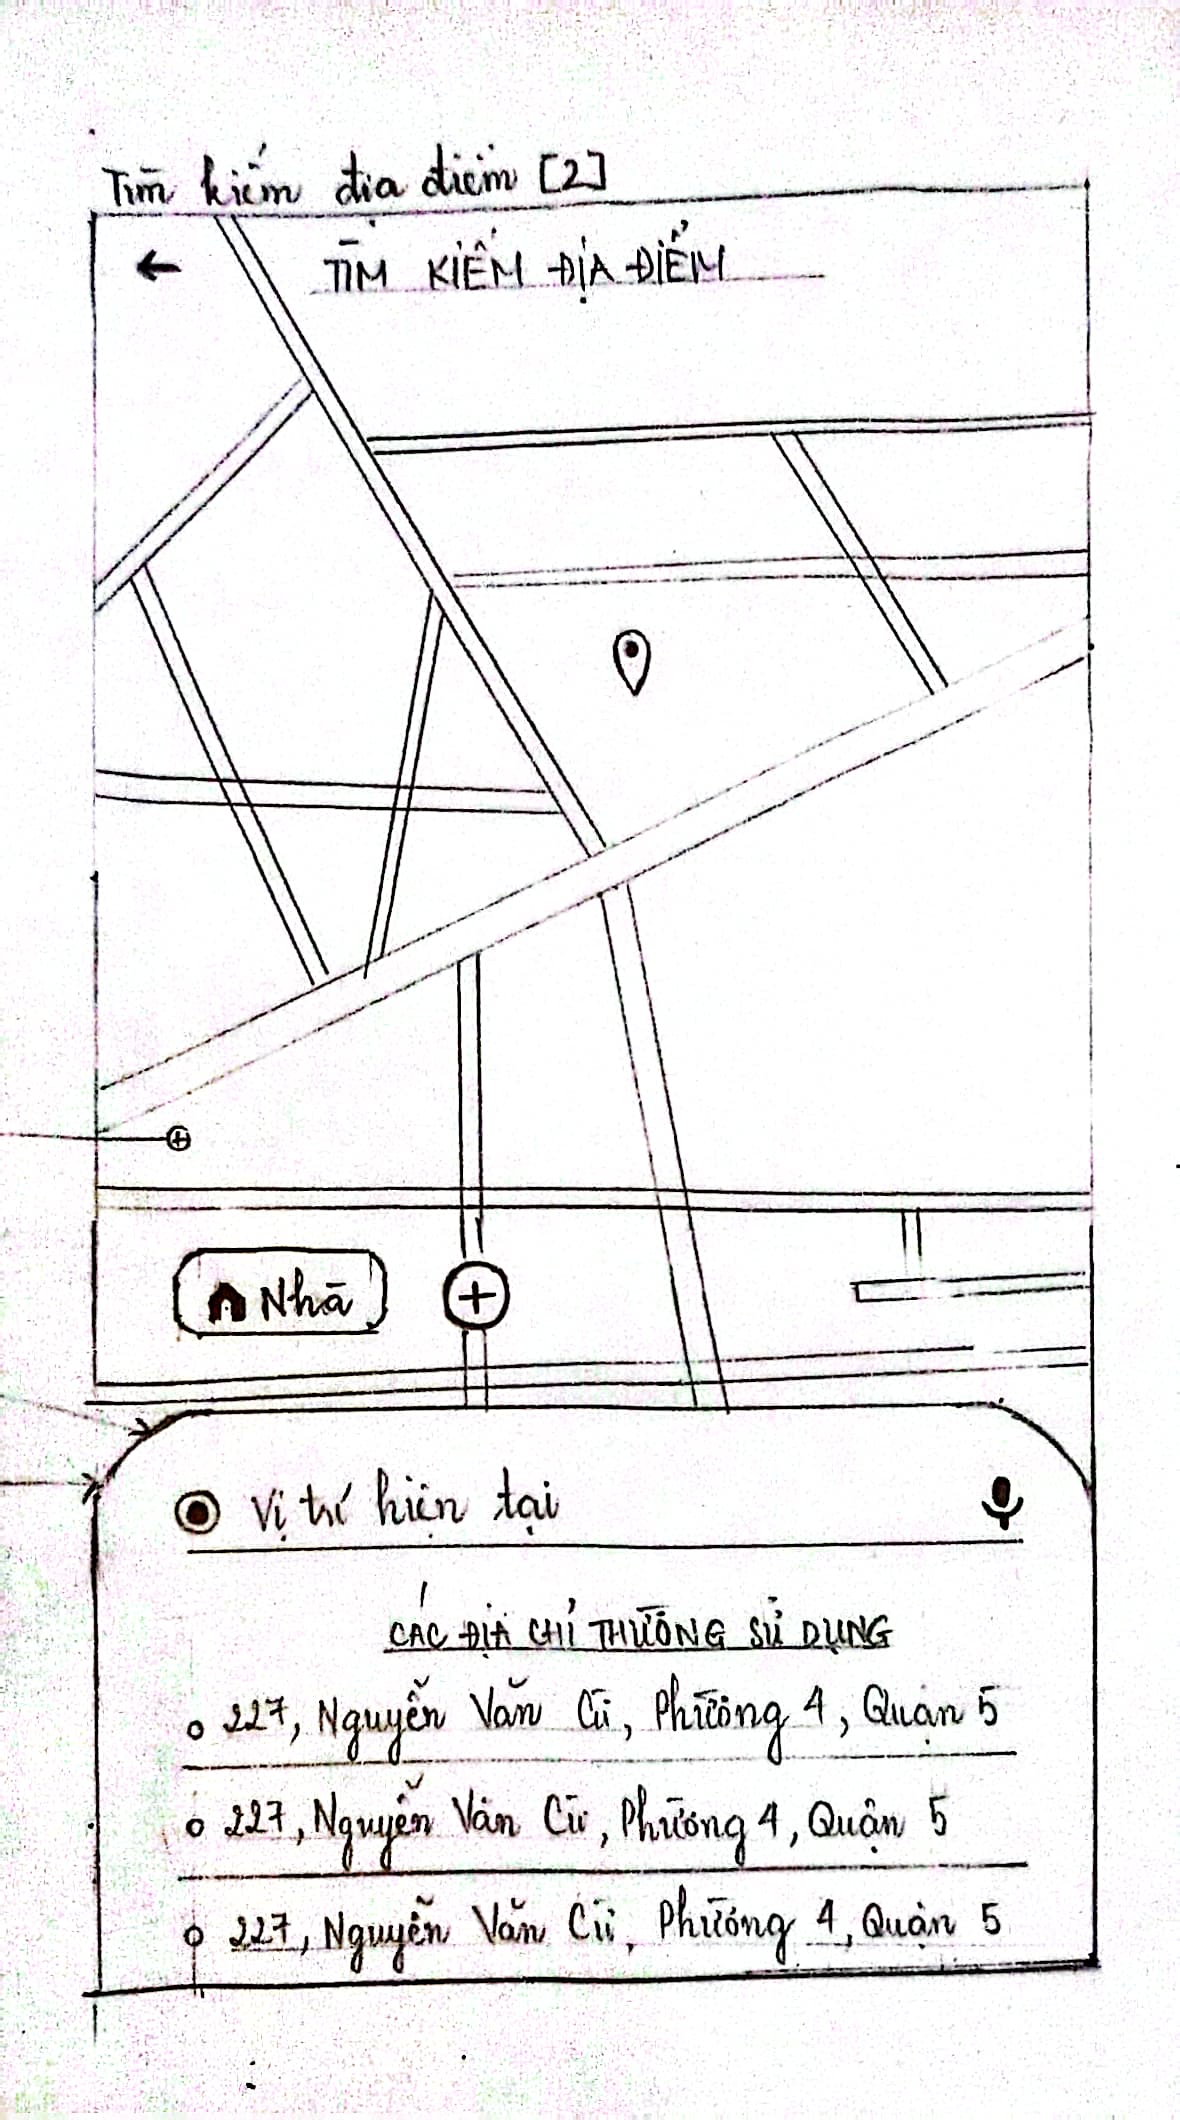 Tìm kiếm địa điểm [2]
TÌM KIẾM ĐỊA ĐIỂM
Nhà
Vị trí hiện tại
CÁC ĐỊA CHỈ THƯỜNG SỬ DỤNG
227, Nguyễn Văn Cừ, Phường 4, Quận 5
227, Nguyễn Văn Cừ, Phường 4, Quận 5
227, Nguyễn Văn Cừ, Phường 4, Quận 5